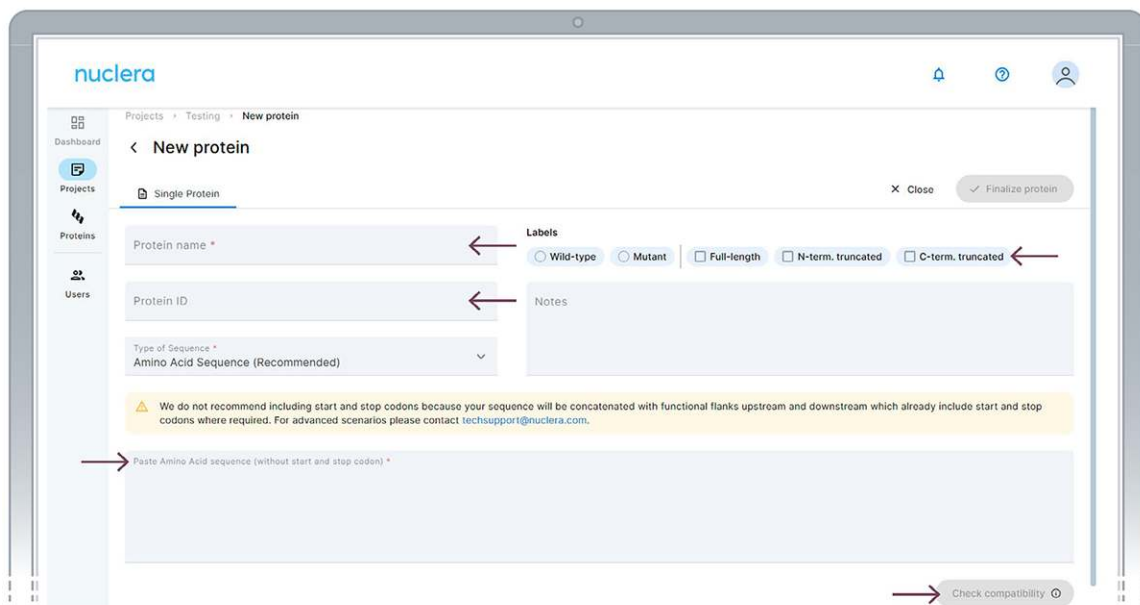 nuclera
Dashboard
Projects
Proteins
Users
Projects › Testing › New protein
New protein
Single Protein
Close
Finalize protein
Protein name *
Protein ID
Type of Sequence *
Amino Acid Sequence (Recommended)
Labels
Wild-type Mutant Full-length N-term. truncated C-term. truncated
Notes
We do not recommend including start and stop codons because your sequence will be concatenated with functional flanks upstream and downstream which already include start and stop
codons where required. For advanced scenarios please contact techsupport@nuclera.com.
Paste Amino Acid sequence (without start and stop codon) *
Check compatibility